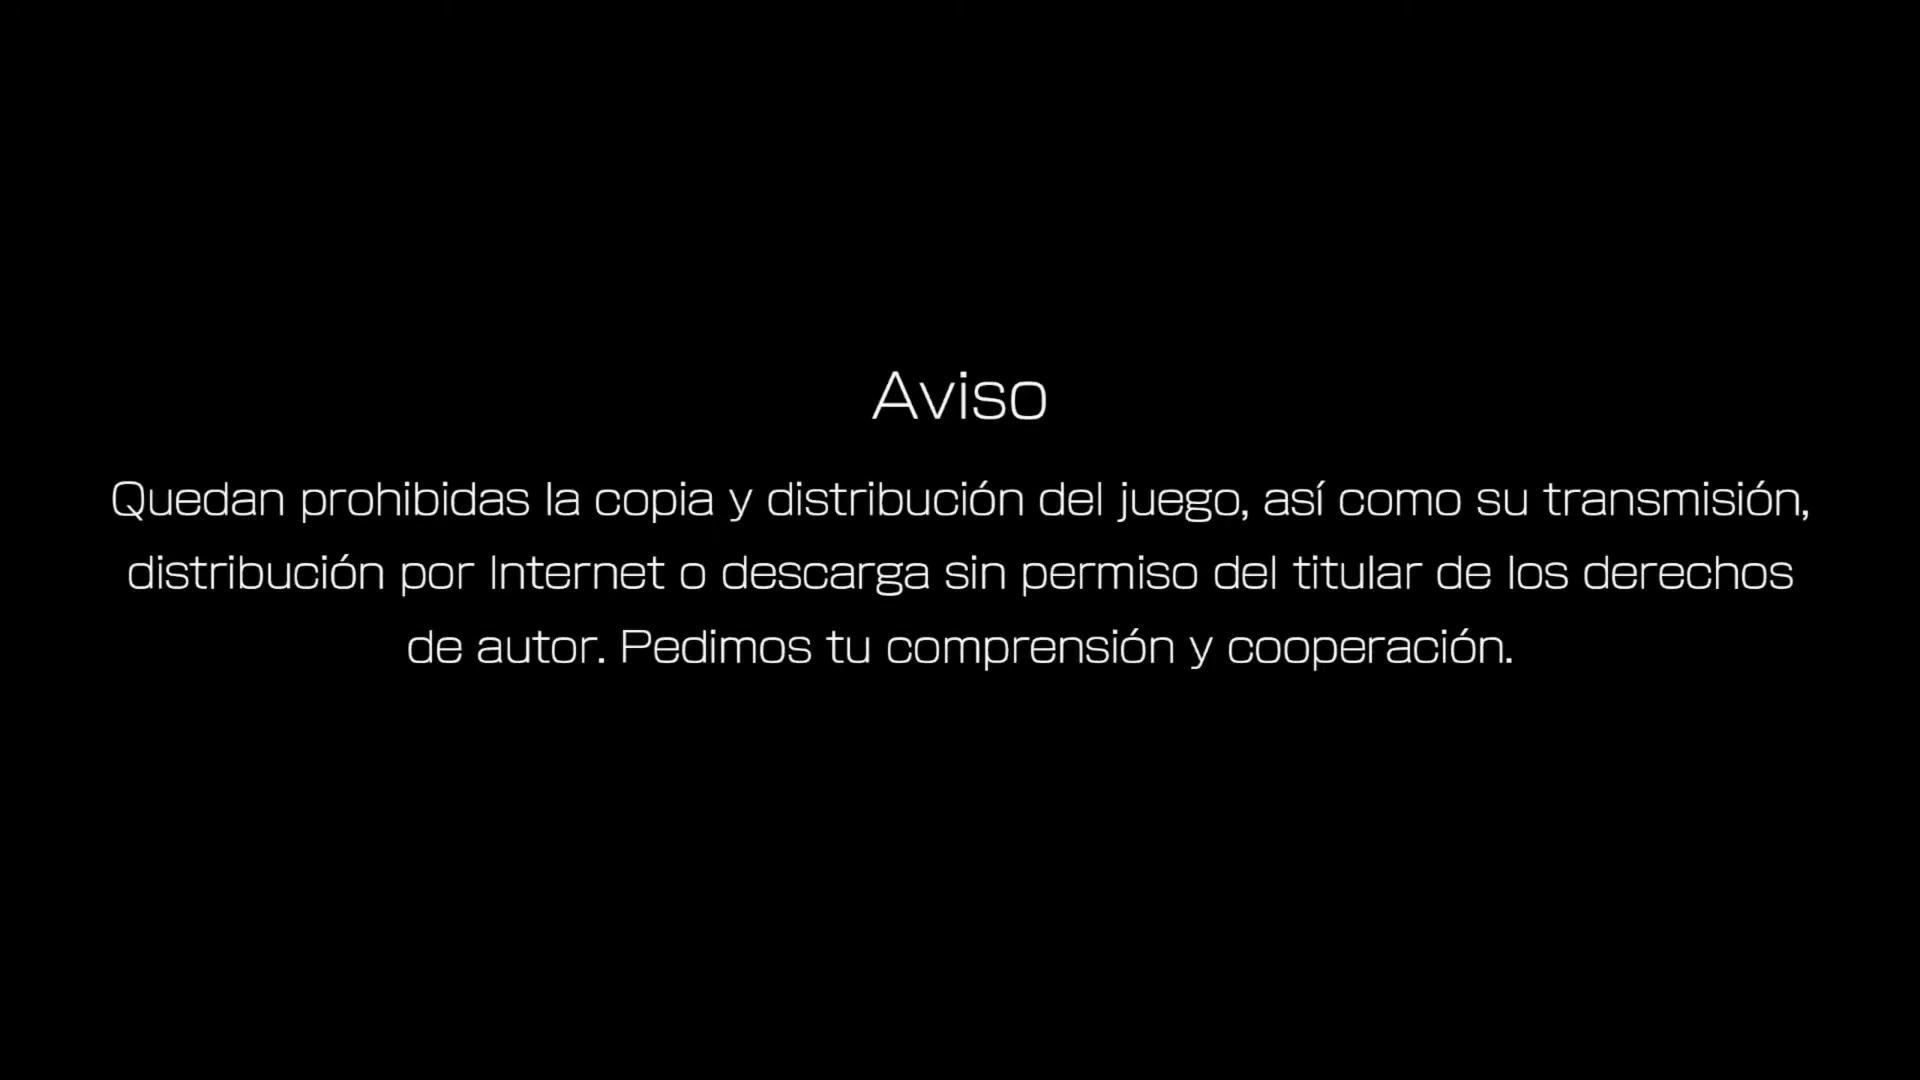 Aviso
Quedan prohibidas la copia y distribución del juego, así como su transmisión,
distribución por Internet o descarga sin permiso del titular de los derechos
de autor. Pedimos tu comprensión y cooperación.